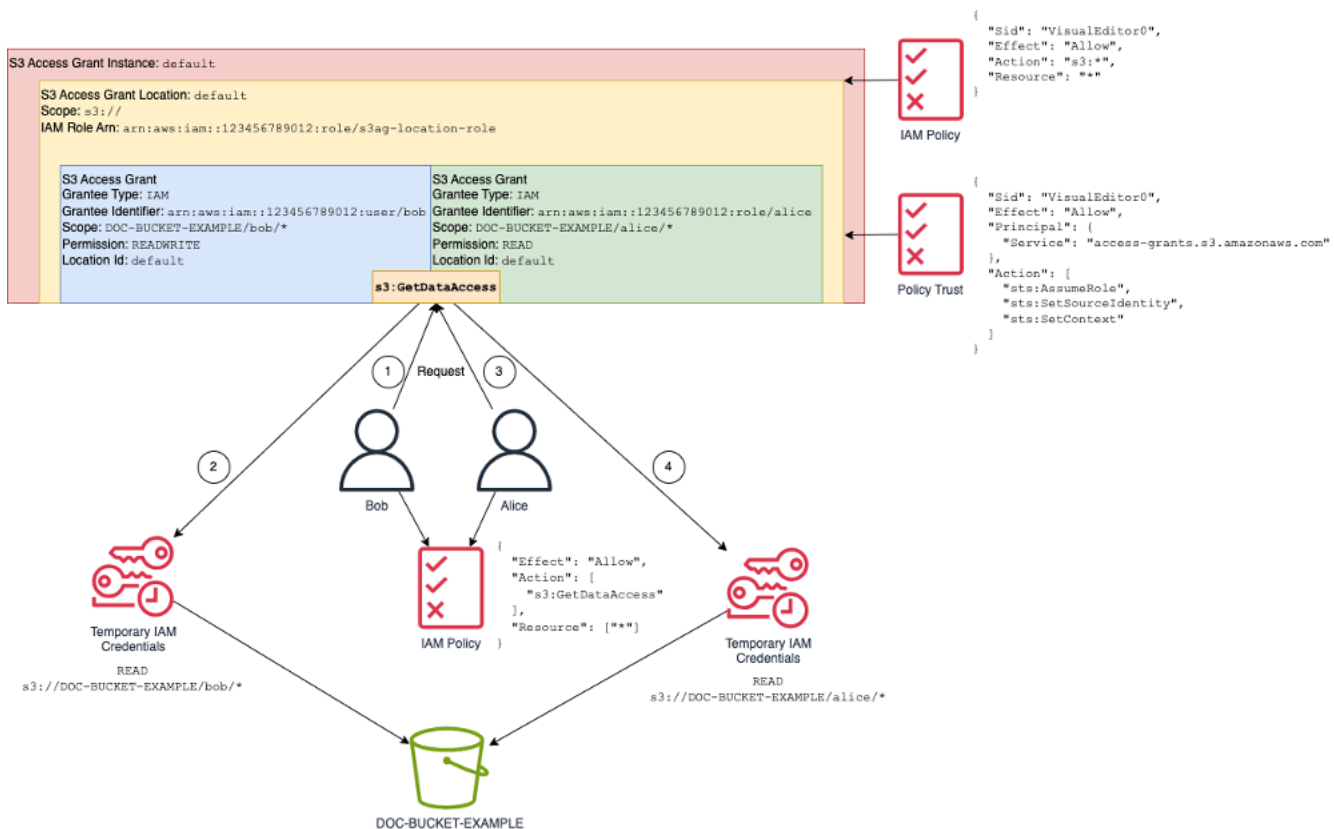 S3 Access Grant Instance: default
S3 Access Grant Location: default
Scope: s3://
IAM Role Arn: arn:aws:iam::123456789012:role/s3ag-location-role
S3 Access Grant
Grantee Type: IAM
Grantee Identifier: arn:aws:iam::123456789012:user/bob
Scope: DOC-BUCKET-EXAMPLE/bob/*
Permission: READWRITE
Location Id: default
S3 Access Grant
Grantee Type: IAM
Grantee Identifier: arn:aws:iam::123456789012:role/alice
Scope: DOC-BUCKET-EXAMPLE/alice/*
Permission: READ
Location Id: default
s3:GetDataAccess
IAM Policy
{
"Sid": "VisualEditor0",
"Effect": "Allow",
"Action": "s3:*",
"Resource": "*"
}
Policy Trust
{
"Sid": "VisualEditor0",
"Effect": "Allow",
"Principal": {
"Service": "access-grants.s3.amazonaws.com"
},
"Action": [
"sts:AssumeRole",
"sts:SetSourceIdentity",
"sts:SetContext"
]
}
1
Request
3
2
4
Bob
Alice
IAM Policy
{
"Effect": "Allow",
"Action": [
"s3:GetDataAccess"
],
"Resource": ["*"]
}
Temporary IAM
Credentials
READ
s3://DOC-BUCKET-EXAMPLE/bob/*
Temporary IAM
Credentials
READ
s3://DOC-BUCKET-EXAMPLE/alice/*
DOC-BUCKET-EXAMPLE